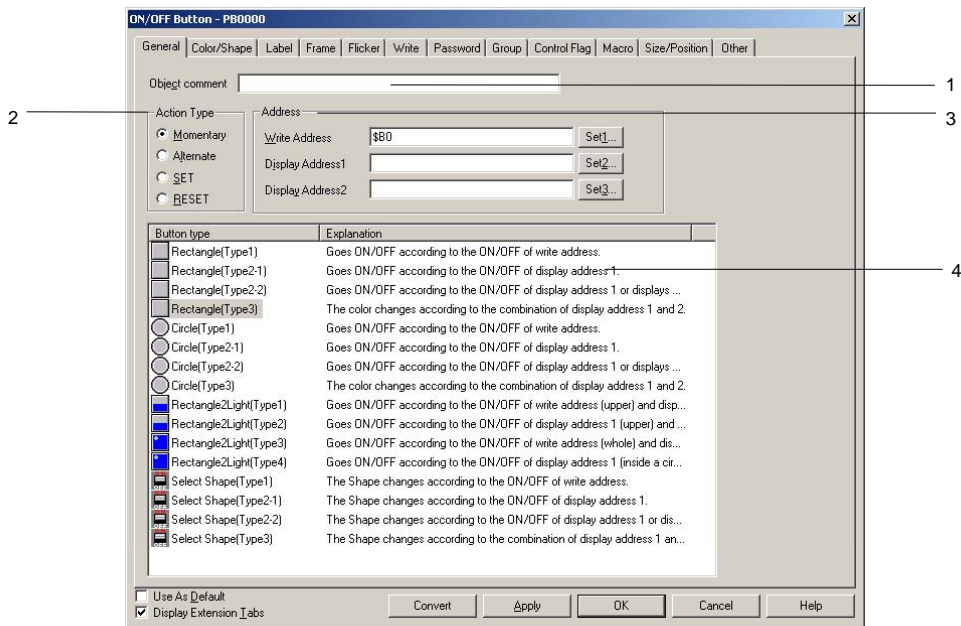 ON/OFF Button - PB0000
General Color/Shape Label Frame Flicker Write Password Group Control Flag Macro Size/Position Other
Object comment
1
2
Action Type
Address
3
Momentary
Write Address
$B0
Set1...
Alternate
Display Address1
Set2...
SET
Display Address2
Set3...
RESET
Button type Explanation
Rectangle(Type1) Goes ON/OFF according to the ON/OFF of write address.
Rectangle(Type2-1) Goes ON/OFF according to the ON/OFF of display address 1.
4
Rectangle(Type2-2) Goes ON/OFF according to the ON/OFF of display address 1 or displays ...
Rectangle(Type3) The color changes according to the combination of display address 1 and 2.
Circle(Type1) Goes ON/OFF according to the ON/OFF of write address.
Circle(Type2-1) Goes ON/OFF according to the ON/OFF of display address 1.
Circle(Type2-2) Goes ON/OFF according to the ON/OFF of display address 1 or displays ...
Circle(Type3) The color changes according to the combination of display address 1 and 2.
Rectangle2Light(Type1) Goes ON/OFF according to the ON/OFF of write address (upper) and disp...
Rectangle2Light(Type2) Goes ON/OFF according to the ON/OFF of display address 1 (upper) and ...
Rectangle2Light(Type3) Goes ON/OFF according to the ON/OFF of write address (whole) and dis...
Rectangle2Light(Type4) Goes ON/OFF according to the ON/OFF of display address 1 (inside a cir...
Select Shape(Type1) The Shape changes according to the ON/OFF of write address.
Select Shape(Type2-1) The Shape changes according to the ON/OFF of display address 1.
Select Shape(Type2-2) The Shape changes according to the ON/OFF of display address 1 or dis...
Select Shape(Type3) The Shape changes according to the combination of display address 1 an...
Use As Default
Display Extension Tabs
Convert Apply OK Cancel Help